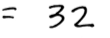 = 32